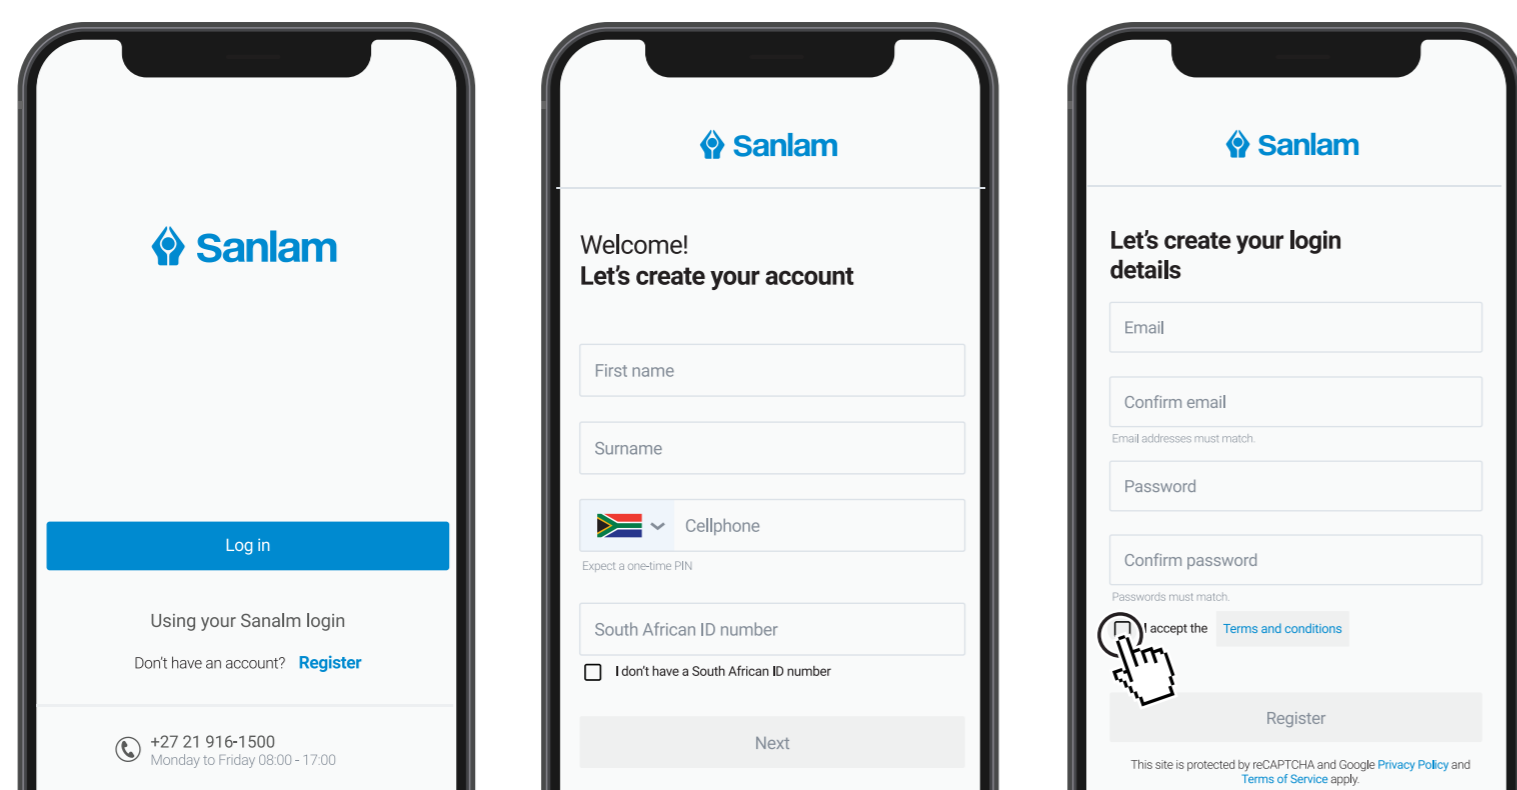 Sanlam
Log in
Using your Sanalm login
Don't have an account? Register
+27 21 916-1500
Monday to Friday 08:00 - 17:00
Sanlam
Welcome!
Let's create your account
First name
Surname
Cellphone
Expect a one-time PIN
South African ID number
I don't have a South African ID number
Next
Sanlam
Let's create your login
details
Email
Confirm email
Email addresses must match.
Password
Confirm password
Passwords must match.
I accept the Terms and conditions
Register
This site is protected by reCAPTCHA and Google Privacy Policy and
Terms of Service apply.